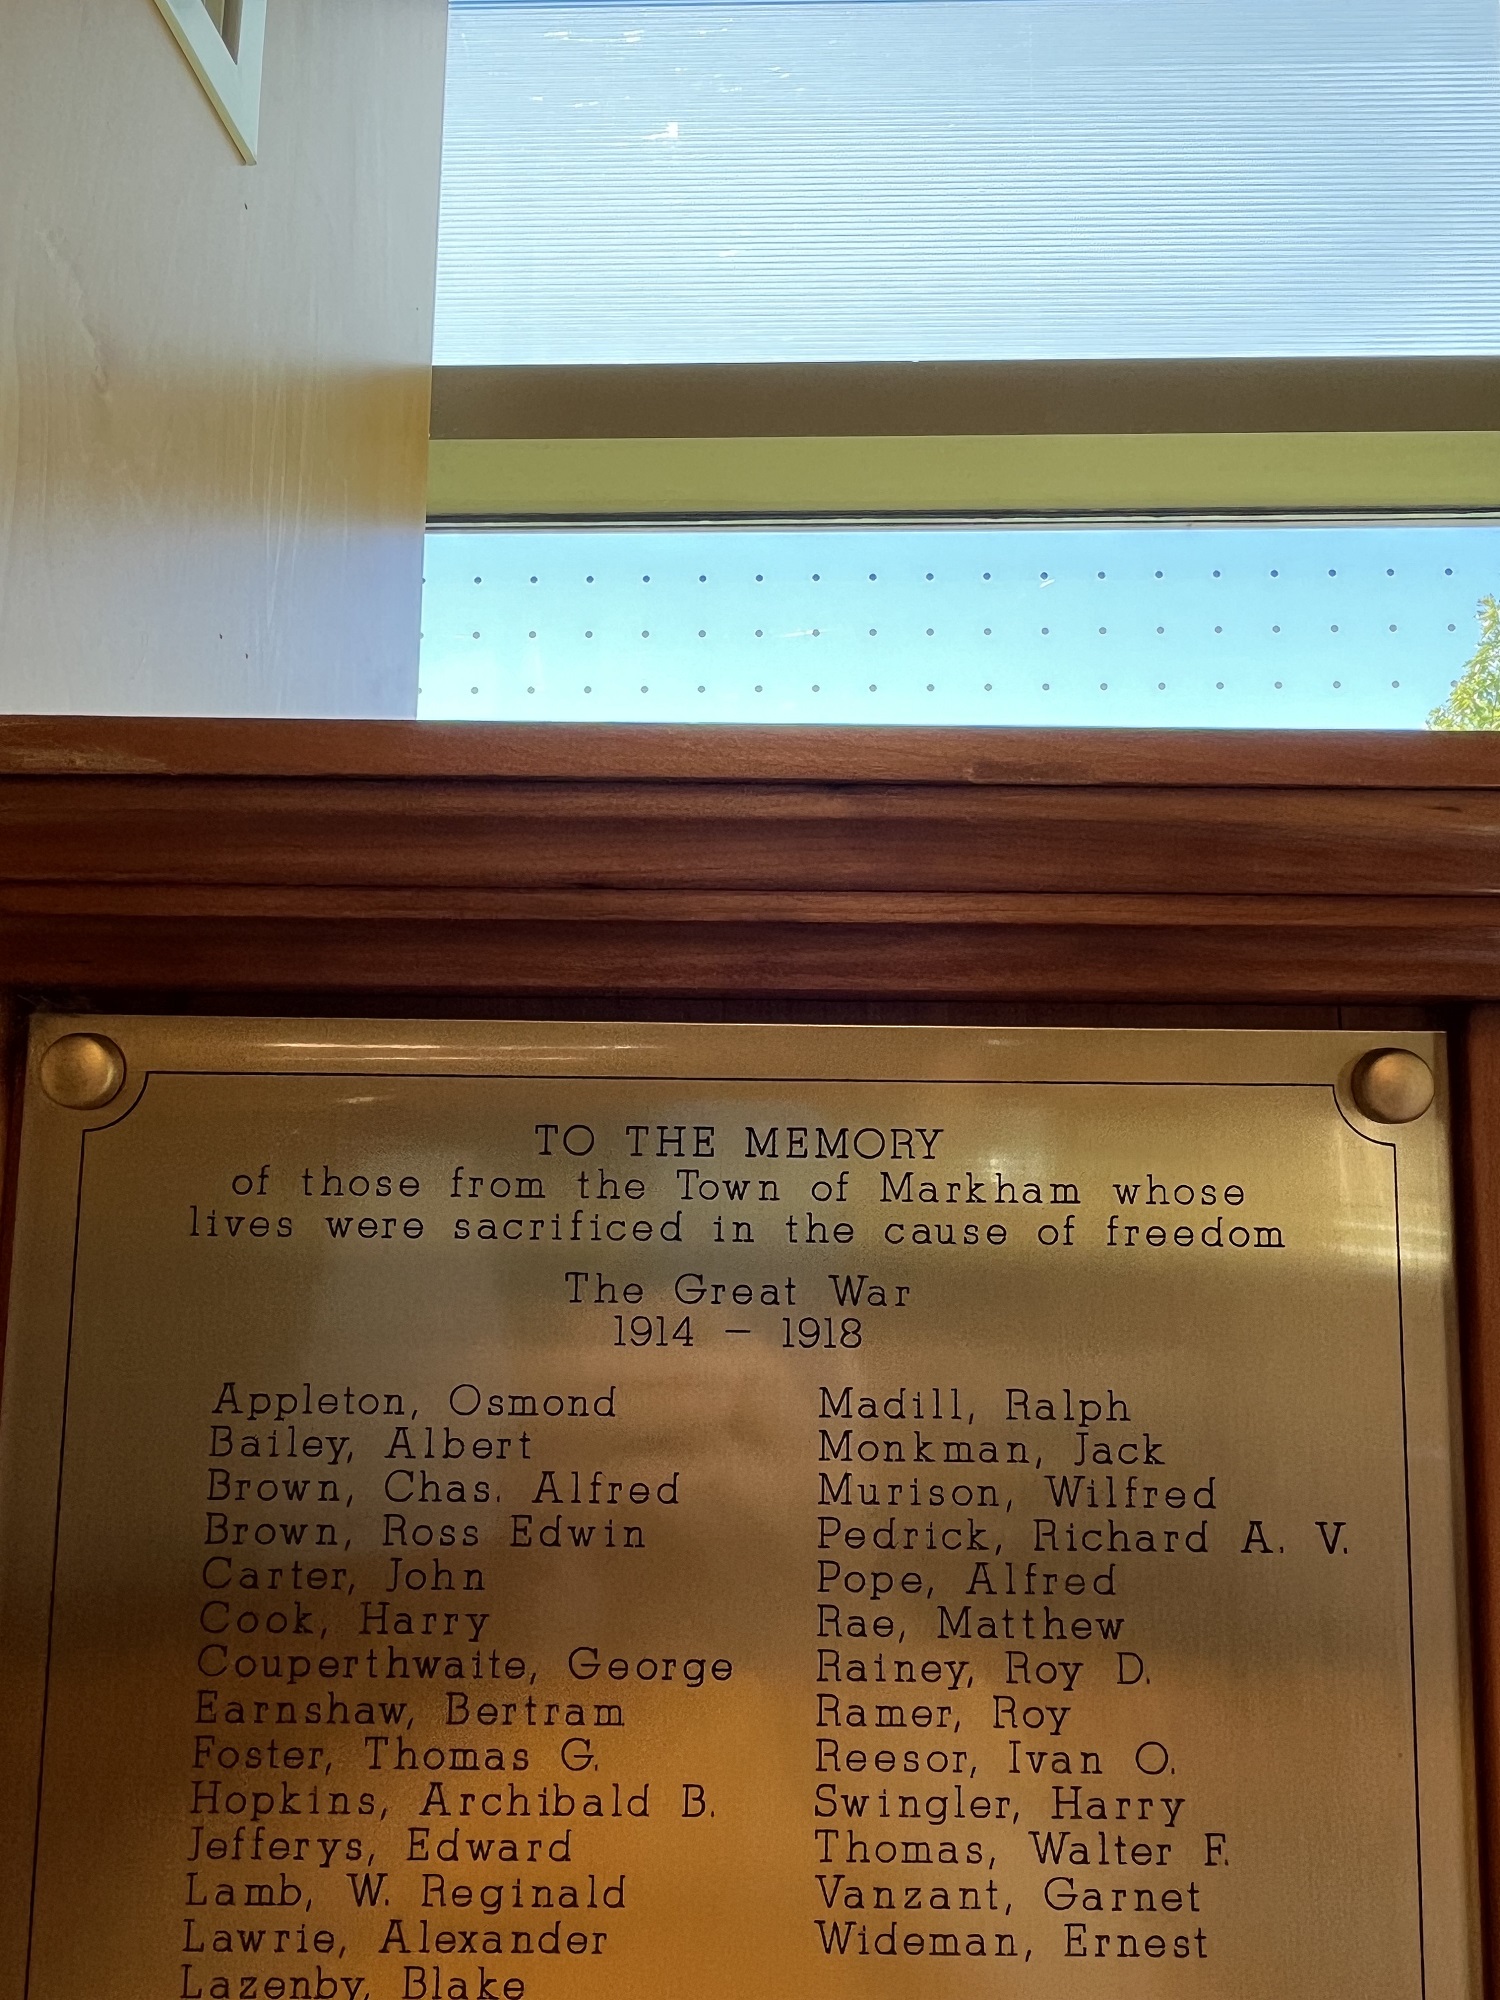 TO THE MEMORY
of those from the Town of Markham whose
lives were sacrificed in the cause of freedom
The Great War
1914 – 1918
Appleton, Osmond
Bailey, Albert
Brown, Chas. Alfred
Brown, Ross Edwin
Carter, John
Cook, Harry
Couperthwaite, George
Earnshaw, Bertram
Foster, Thomas G.
Hopkins, Archibald B.
Jefferys, Edward
Lamb, W. Reginald
Lawrie, Alexander
Lazenby, Blake
Madill, Ralph
Monkman, Jack
Murison, Wilfred
Pedrick, Richard A. V.
Pope, Alfred
Rae, Matthew
Rainey, Roy D.
Ramer, Roy
Reesor, Ivan O.
Swingler, Harry
Thomas, Walter F.
Vanzant, Garnet
Wideman, Ernest